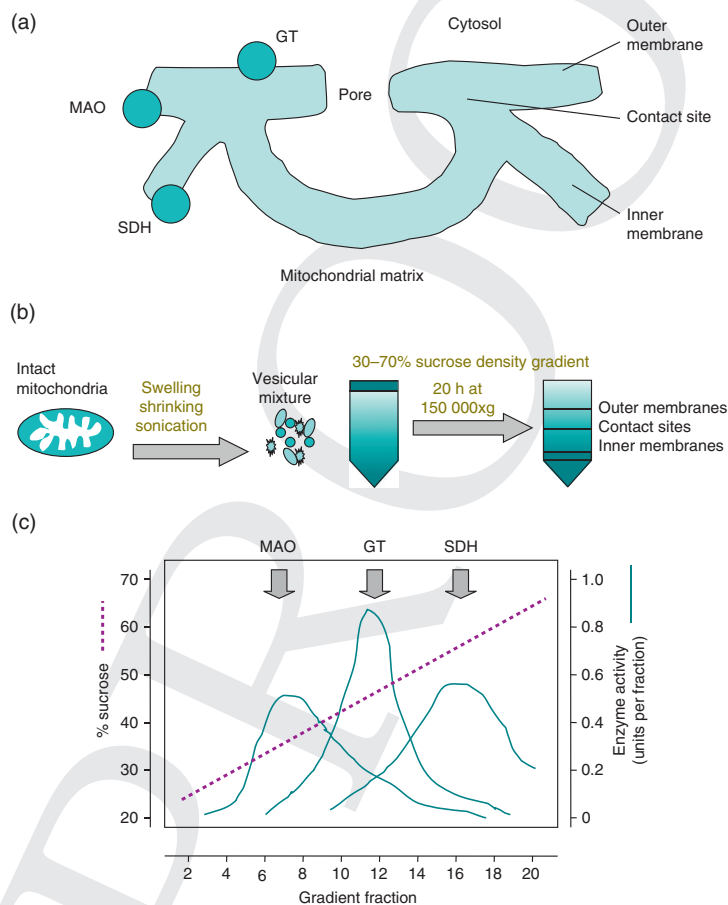 (a)
Cytosol
Outer
membrane
GT
Pore
MAO
Contact site
SDH
Inner
membrane
Mitochondrial matrix
(b)
30–70% sucrose density gradient
Intact
mitochondria
Swelling
shrinking
sonication
Vesicular
mixture
20 h at
150 000xg
Outer membranes
Contact sites
Inner membranes
(c)
MAO GT SDH
70
60
50
40
30
20
% sucrose
1.0
0.8
0.6
0.4
0.2
0
Enzyme activity
(units per fraction)
2 4 6 8 10 12 14 16 18 20
Gradient fraction